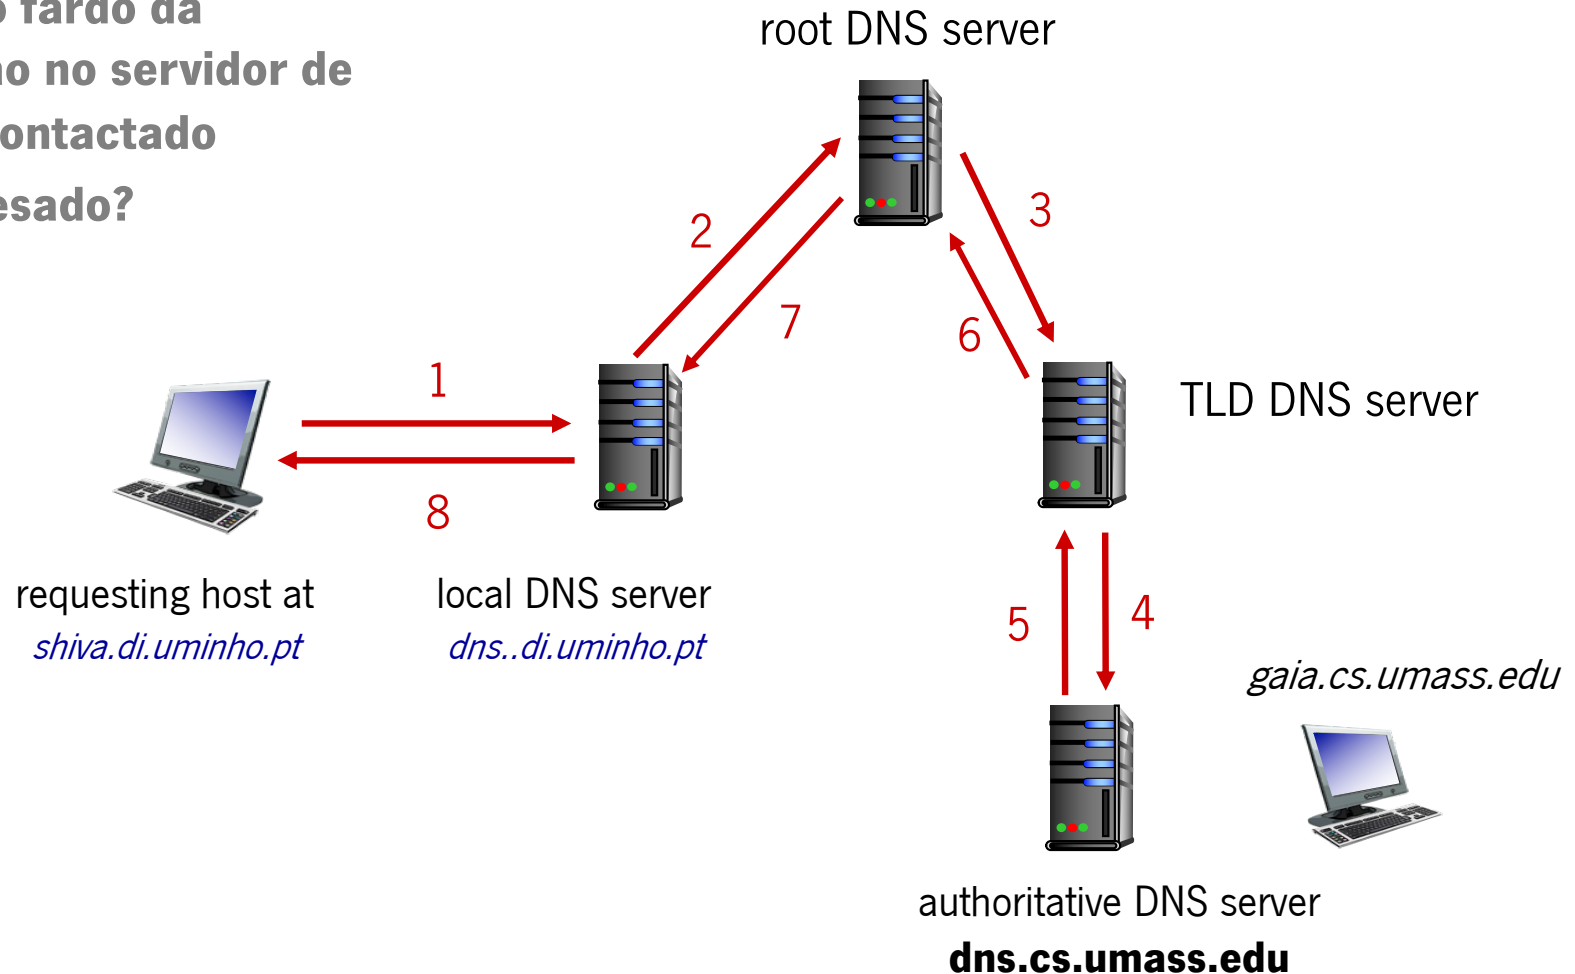 o fardo da
o no servidor de
ontactado
esado?
root DNS server
2
3
7
6
1
TLD DNS server
8
requesting host at
shiva.di.uminho.pt
local DNS server
dns..di.uminho.pt
5
4
gaia.cs.umass.edu
authoritative DNS server
dns.cs.umass.edu